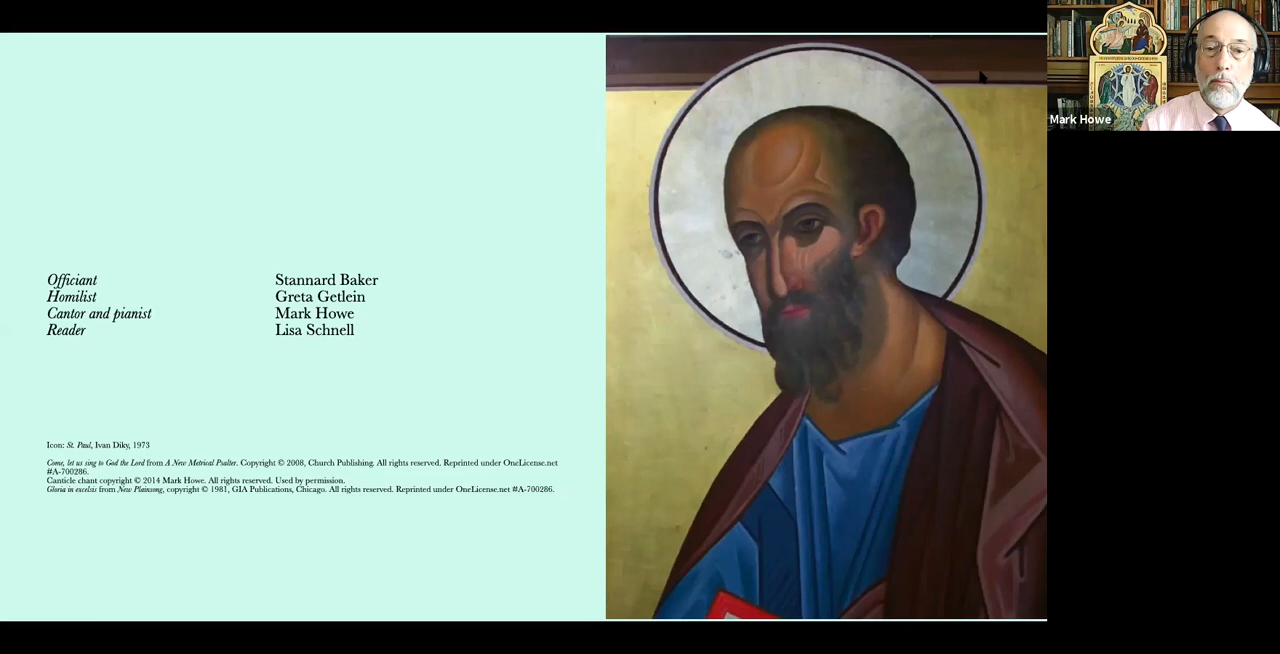 Officiant Stannard Baker
Homilist Greta Getlein
Cantor and pianist Mark Howe
Reader Lisa Schnell
Icon: St. Paul, Ivan Diky, 1973
Come, let us sing to God the Lord from A New Metrical Psalter. Copyright © 2008, Church Publishing. All rights reserved. Reprinted under OneLicense.net
#A-700286.
Canticle chant copyright © 2014 Mark Howe. All rights reserved. Used by permission.
Gloria in excelsis from New Plainsong, copyright © 1981, GIA Publications, Chicago. All rights reserved. Reprinted under OneLicense.net #A-700286.
Mark Howe